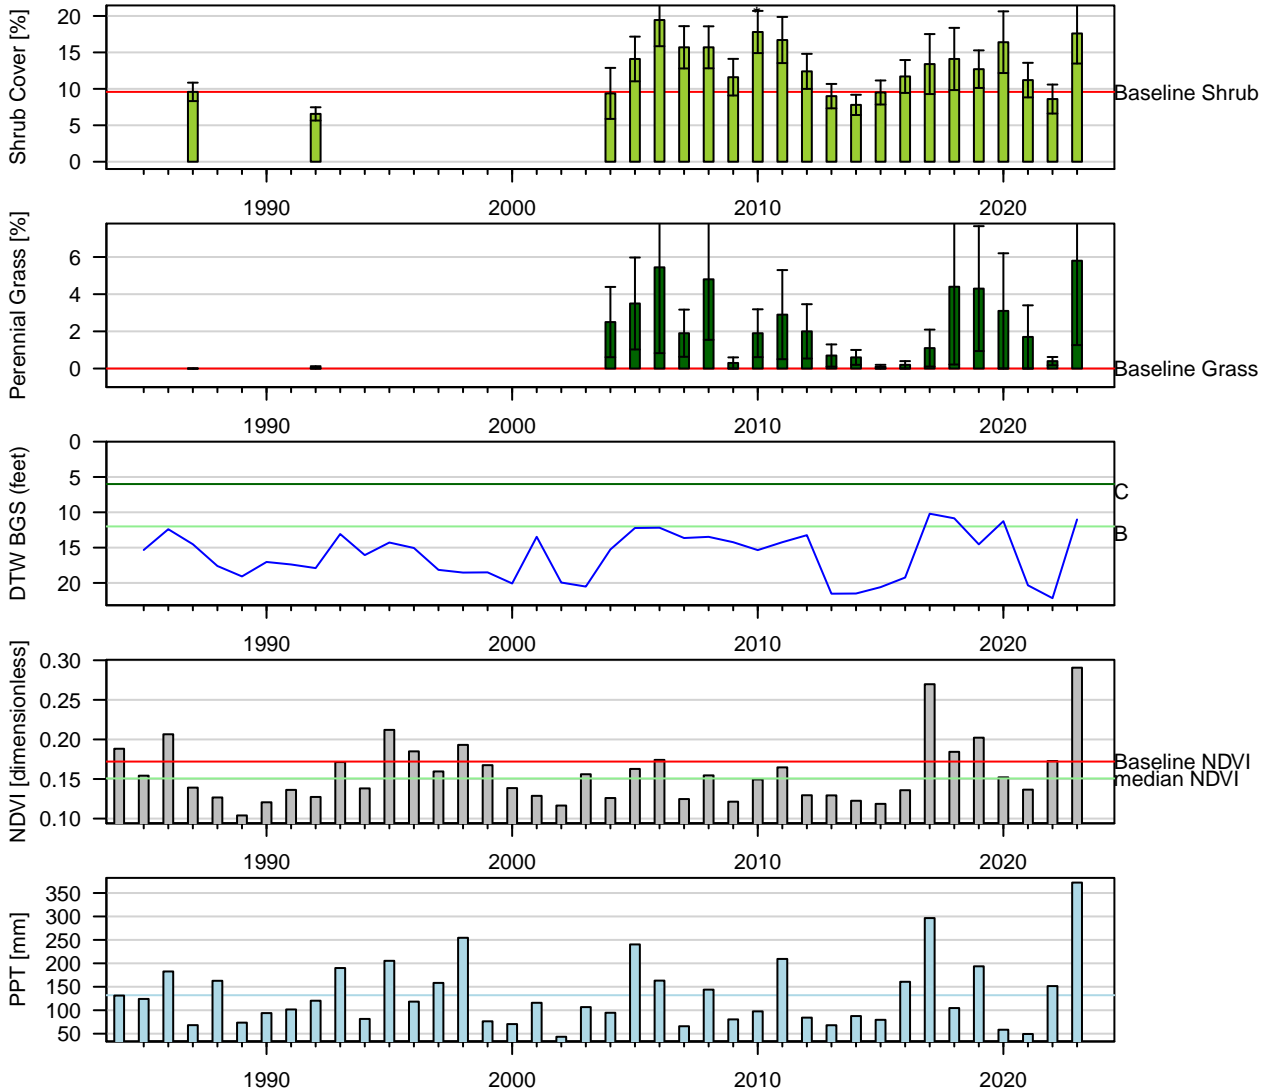 Shrub Cover [%]
20
15
10
5
0
Baseline Shrub
1990 2000 2010 2020
Perennial Grass [%]
6
4
2
0
Baseline Grass
1990 2000 2010 2020
DTW BGS (feet)
0
5
10
15
20
C
B
1990 2000 2010 2020
NDVI [dimensionless]
0.30
0.25
0.20
0.15
0.10
Baseline NDVI
median NDVI
1990 2000 2010 2020
PPT [mm]
350
300
250
200
150
100
50
1990 2000 2010 2020